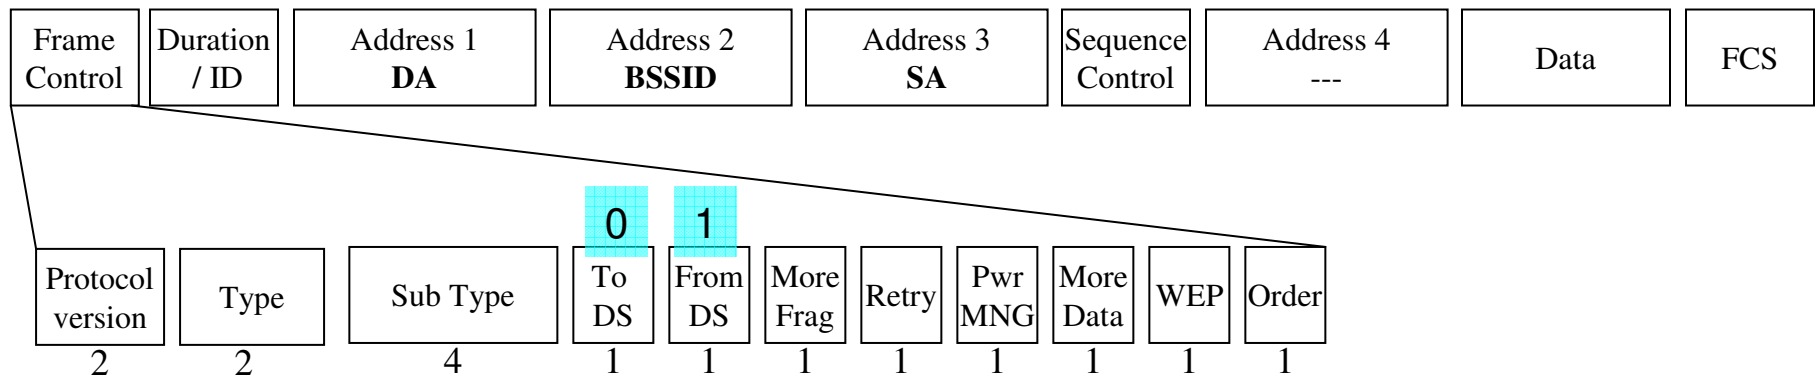 Frame Control
Duration / ID
Address 1 DA
Address 2 BSSID
Address 3 SA
Sequence Control
Address 4 ---
Data
FCS
0 1
Protocol version
Type
Sub Type
To DS
From DS
More Frag
Retry
Pwr MNG
More Data
WEP
Order
2 2 4 1 1 1 1 1 1 1 1